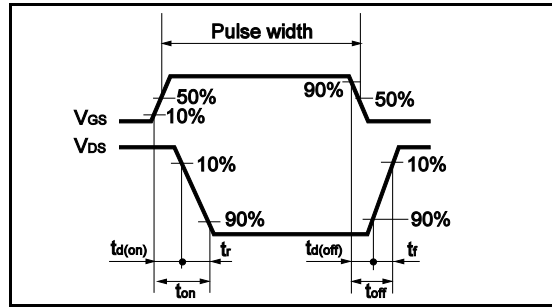 Pulse width
90%
50%
50%
10%
VGS
VDS
10%
10%
90%
90%
td(on) tr td(off) tf
ton toff